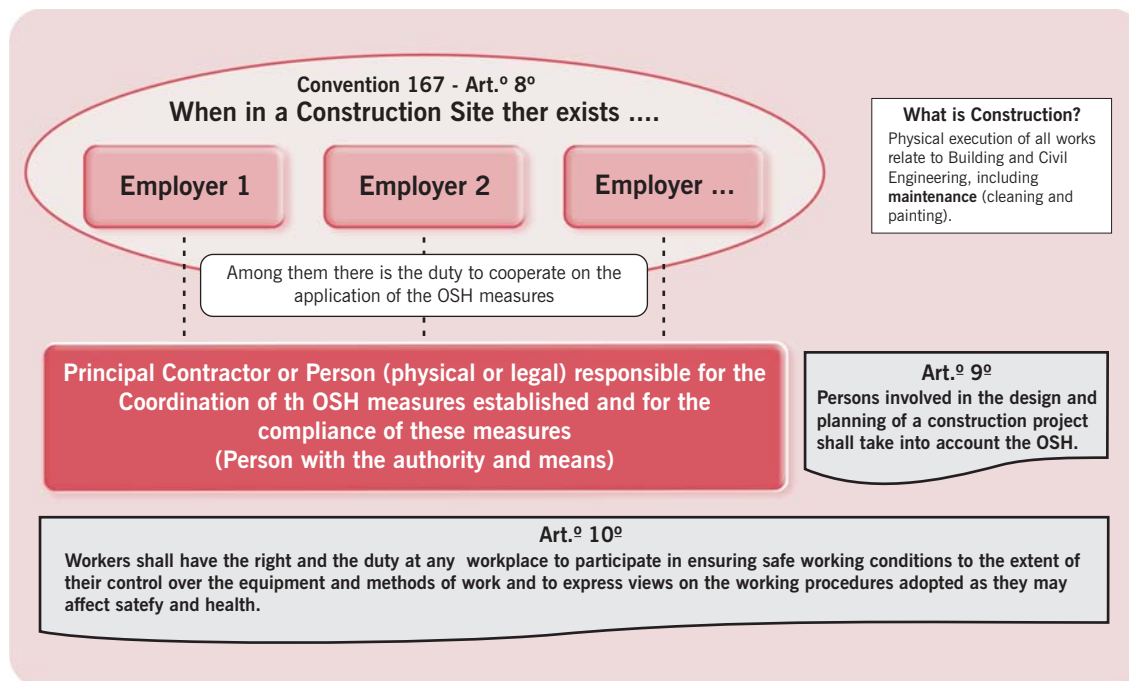 Convention 167 - Art.º 8º
When in a Construction Site ther exists ....
Employer 1
Employer 2
Employer ...
Among them there is the duty to cooperate on the
application of the OSH measures
What is Construction?
Physical execution of all works
relate to Building and Civil
Engineering, including
maintenance (cleaning and
painting).
Principal Contractor or Person (physical or legal) responsible for the
Coordination of th OSH measures established and for the
compliance of these measures
(Person with the authority and means)
Art.º 9º
Persons involved in the design and
planning of a construction project
shall take into account the OSH.
Art.º 10º
Workers shall have the right and the duty at any workplace to participate in ensuring safe working conditions to the extent of
their control over the equipment and methods of work and to express views on the working procedures adopted as they may
affect satefy and health.